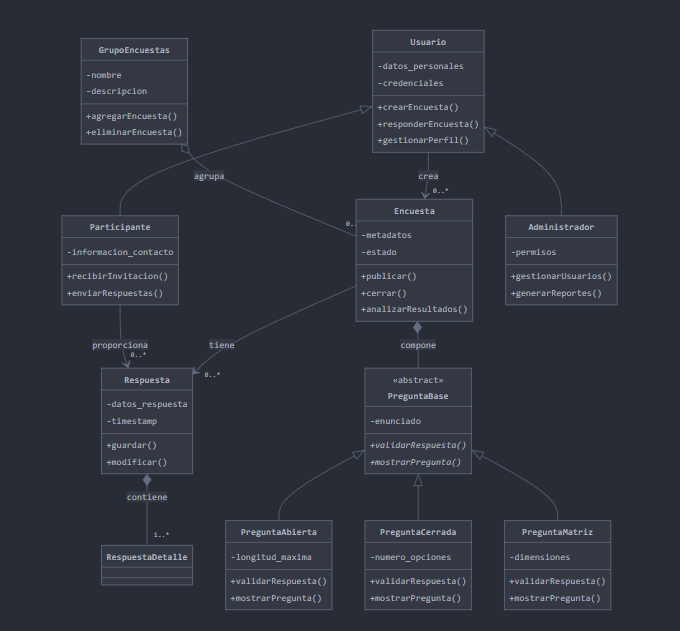 GrupoEncuestas
-nombre
-descripcion
+agregarEncuesta()
+eliminarEncuesta()
Usuario
-datos_personales
-credenciales
+crearEncuesta()
+responderEncuesta()
+gestionarPerfil()
agrupa
crea
0..*
Participante
-informacion_contacto
+recibirInvitacion()
+enviarRespuestas()
0..
Encuesta
-metadatos
-estado
+publicar()
+cerrar()
+analizarResultados()
Administrador
-permisos
+gestionarUsuarios()
+generarReportes()
proporciona
0..*
tiene
0..*
compone
Respuesta
-datos_respuesta
-timestamp
+guardar()
+modificar()
«abstract»
PreguntaBase
-enunciado
+validarRespuesta()
+mostrarPregunta()
contiene
1..*
RespuestaDetalle
PreguntaAbierta
-longitud_maxima
+validarRespuesta()
+mostrarPregunta()
PreguntaCerrada
-numero_opciones
+validarRespuesta()
+mostrarPregunta()
PreguntaMatriz
-dimensiones
+validarRespuesta()
+mostrarPregunta()